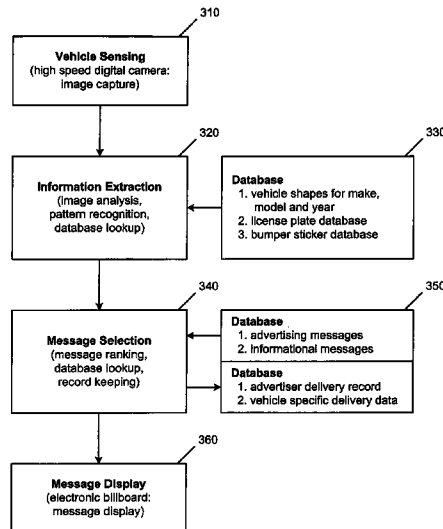 310
Vehicle Sensing
(high speed digital camera:
image capture)
320
330
Information Extraction
(image analysis,
pattern recognition,
database lookup)
Database
1. vehicle shapes for make,
model and year
2. license plate database
3. bumper sticker database
340
350
Message Selection
(message ranking,
database lookup,
record keeping)
Database
1. advertising messages
2. informational messages
Database
1. advertiser delivery record
2. vehicle specific delivery data
360
Message Display
(electronic billboard:
message display)